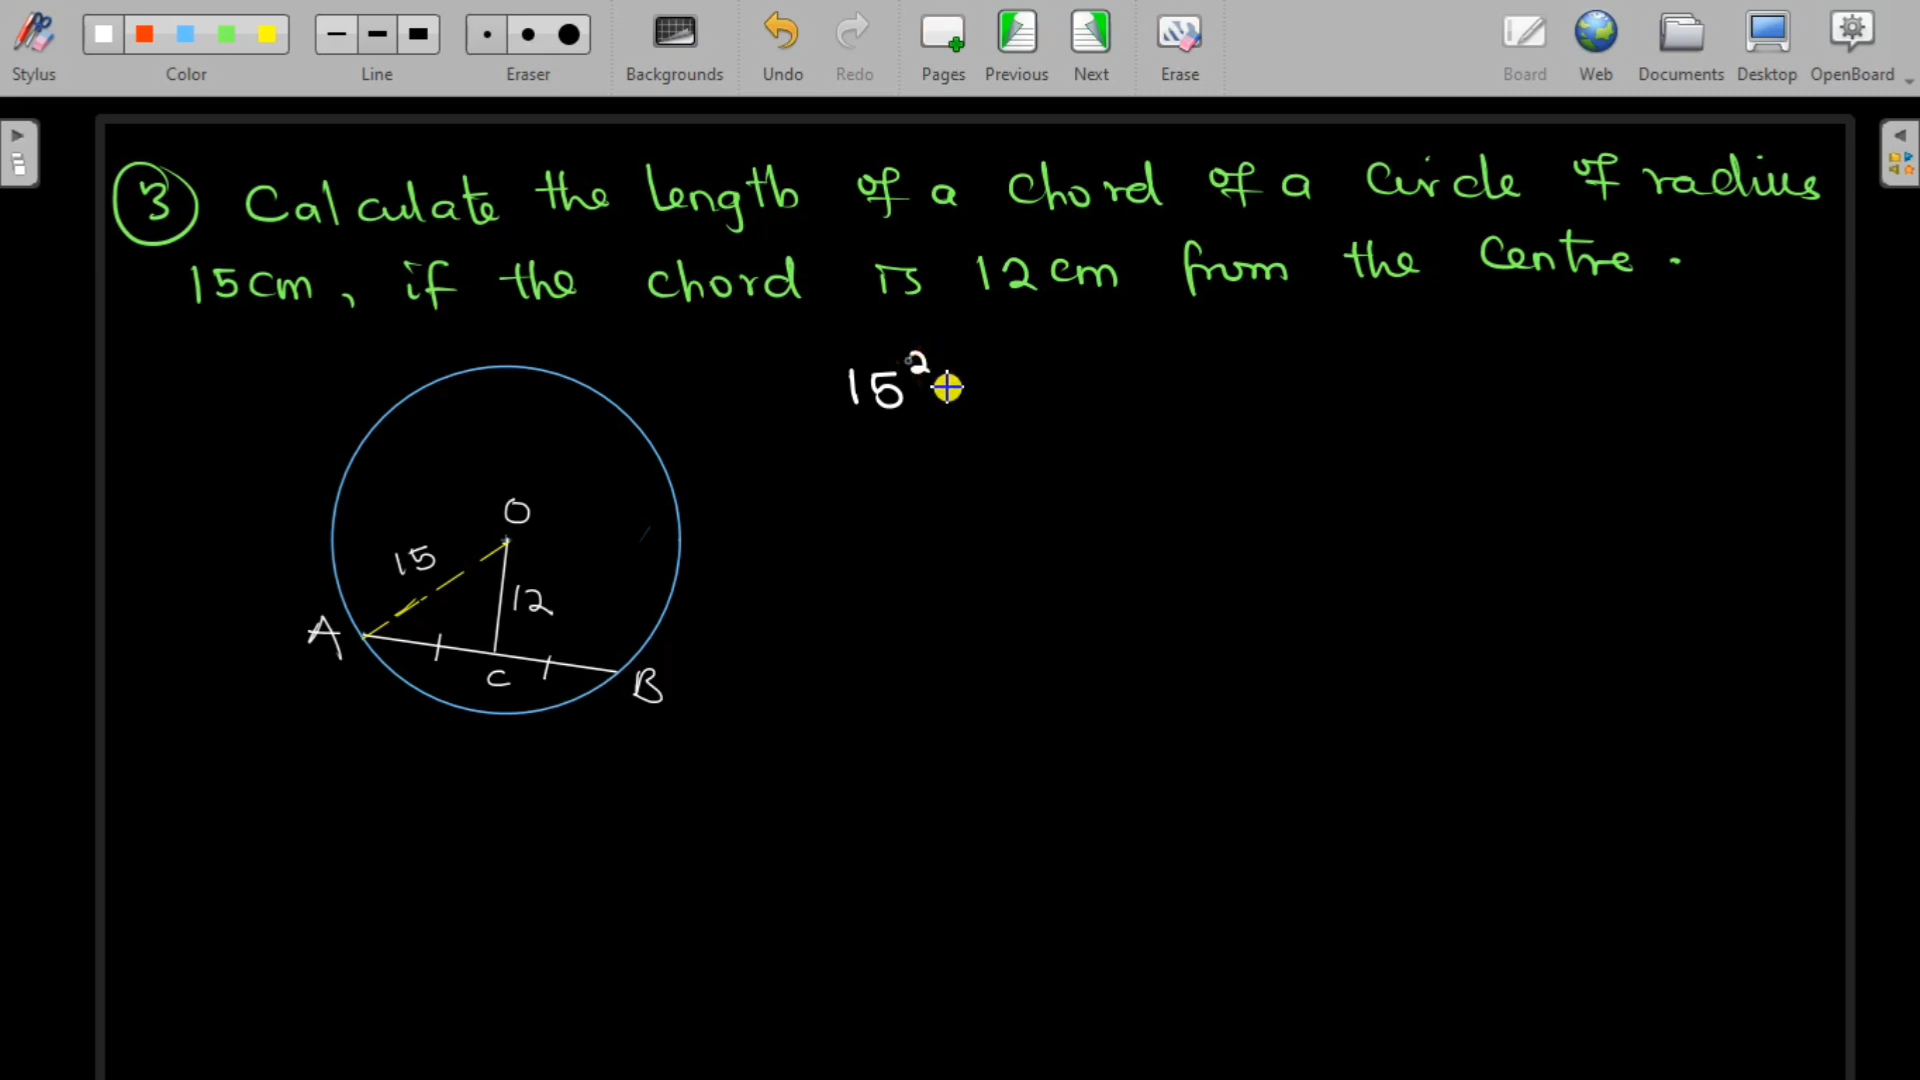 Stylus Color Line Eraser Backgrounds Undo Redo Pages Previous Next Erase Board Web Documents Desktop OpenBoard
3 Calculate the length of a chord of a circle of radius
15cm, if the chord is 12cm from the centre.
15²
O
15
12
A
C
B